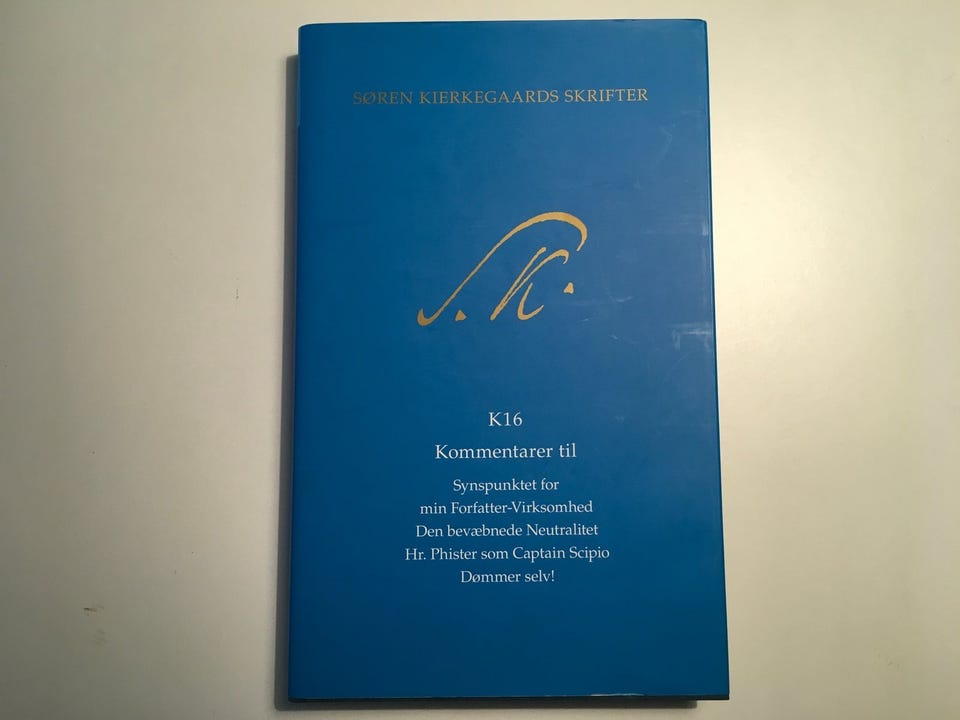 SØREN KIERKEGAARDS SKRIFTER
S. K.
K16
Kommentarer til
Synspunktet for
min Forfatter-Virksomhed
Den bevæbnede Neutralitet
Hr. Phister som Captain Scipio
Dømmer selv!